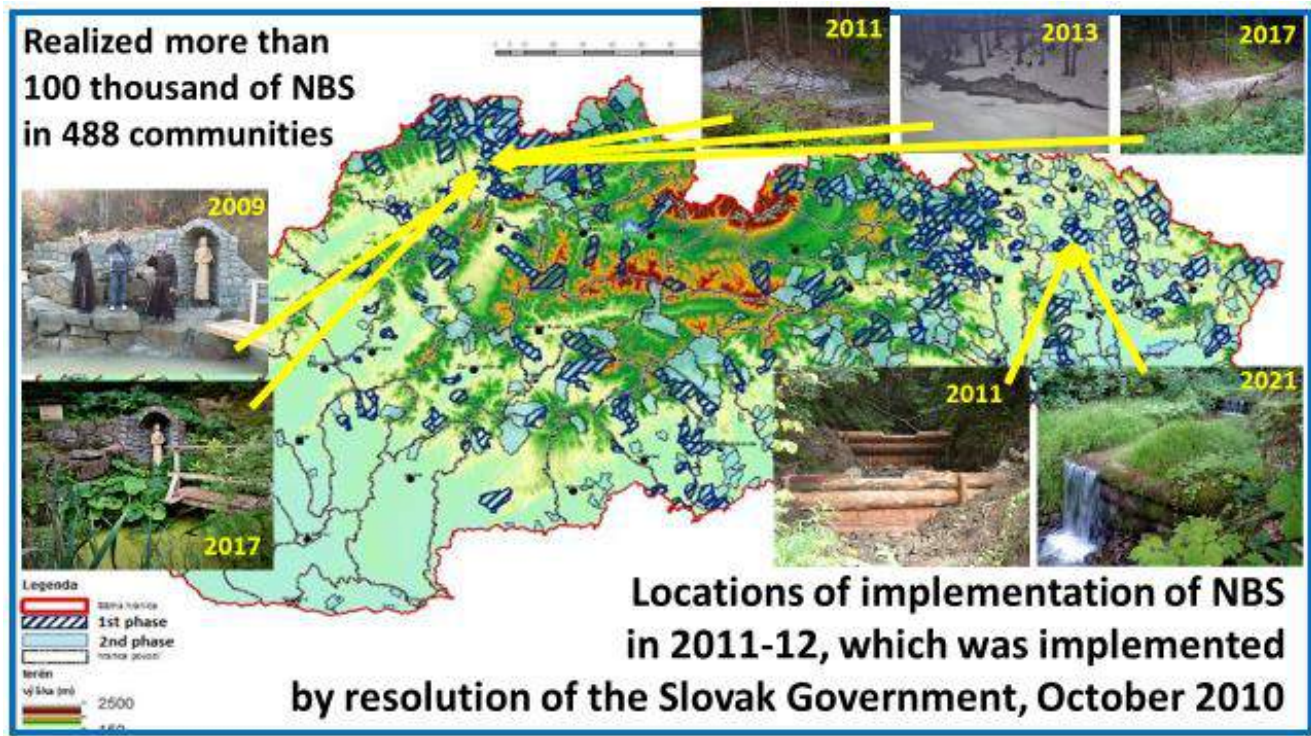 Realized more than
100 thousand of NBS
in 488 communities
2011
2013
2017
2009
2017
2011
2021
Legenda
1st phase
2nd phase
terén
výška (m)
2500
Locations of implementation of NBS
in 2011-12, which was implemented
by resolution of the Slovak Government, October 2010